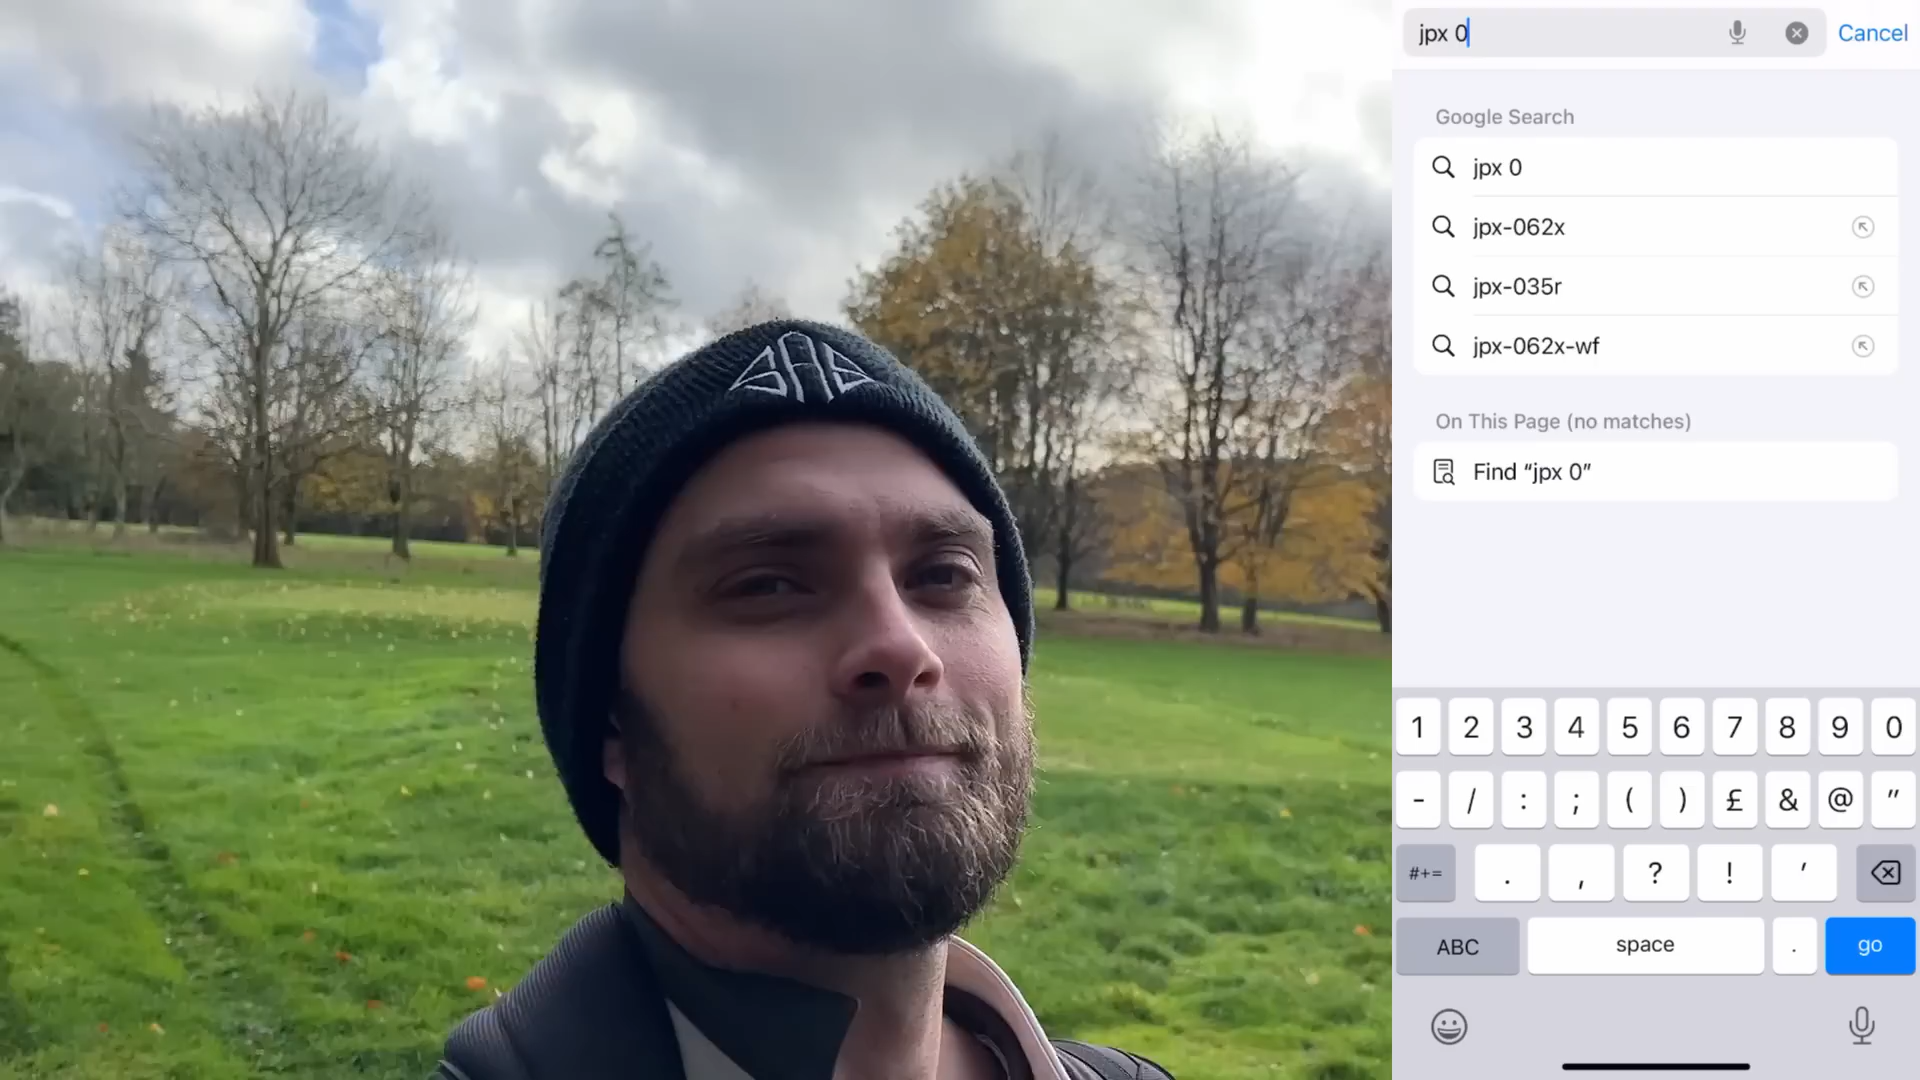 SAS
jpx 0
Cancel
Google Search
jpx 0
jpx-062x
jpx-035r
jpx-062x-wf
On This Page (no matches)
Find “jpx 0”
1 2 3 4 5 6 7 8 9 0
- / : ; ( ) £ & @ ”
#+= . , ? ! ’
ABC space . go